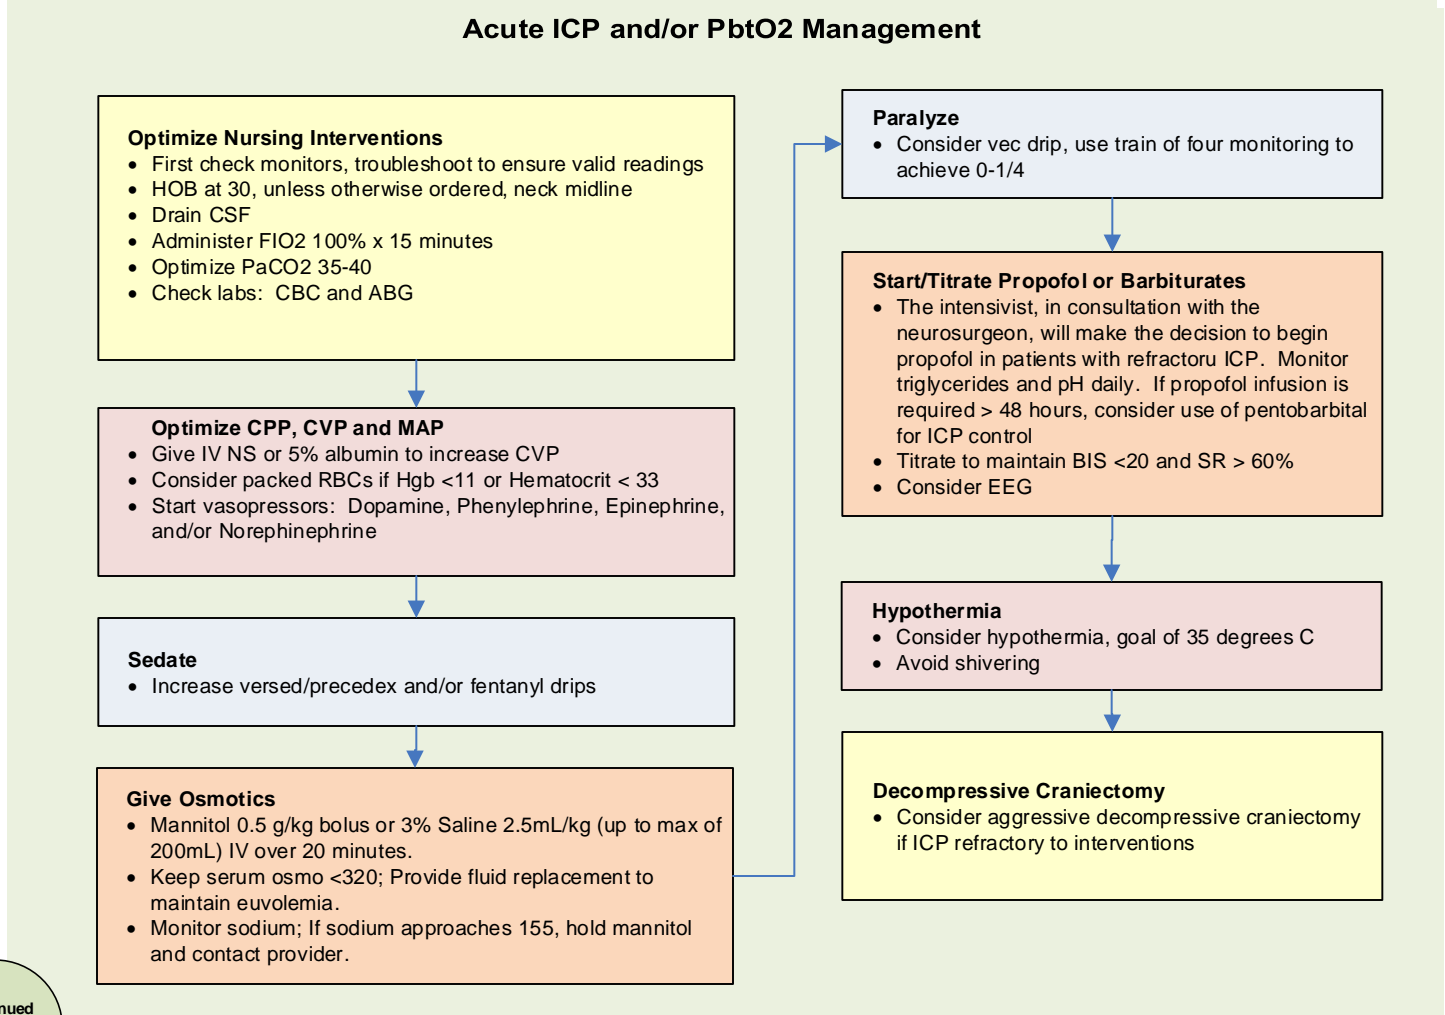 Acute ICP and/or PbtO2 Management
Optimize Nursing Interventions
• First check monitors, troubleshoot to ensure valid readings
• HOB at 30, unless otherwise ordered, neck midline
• Drain CSF
• Administer FIO2 100% x 15 minutes
• Optimize PaCO2 35-40
• Check labs:  CBC and ABG
Optimize CPP, CVP and MAP
• Give IV NS or 5% albumin to increase CVP
• Consider packed RBCs if Hgb <11 or Hematocrit < 33
• Start vasopressors:  Dopamine, Phenylephrine, Epinephrine,
and/or Norephinephrine
Sedate
• Increase versed/precedex and/or fentanyl drips
Give Osmotics
• Mannitol 0.5 g/kg bolus or 3% Saline 2.5mL/kg (up to max of
200mL) IV over 20 minutes.
• Keep serum osmo <320; Provide fluid replacement to
maintain euvolemia.
• Monitor sodium; If sodium approaches 155, hold mannitol
and contact provider.
Paralyze
• Consider vec drip, use train of four monitoring to
achieve 0-1/4
Start/Titrate Propofol or Barbiturates
• The intensivist, in consultation with the
neurosurgeon, will make the decision to begin
propofol in patients with refractoru ICP.  Monitor
triglycerides and pH daily.  If propofol infusion is
required > 48 hours, consider use of pentobarbital
for ICP control
• Titrate to maintain BIS <20 and SR > 60%
• Consider EEG
Hypothermia
• Consider hypothermia, goal of 35 degrees C
• Avoid shivering
Decompressive Craniectomy
• Consider aggressive decompressive craniectomy
if ICP refractory to interventions
nued